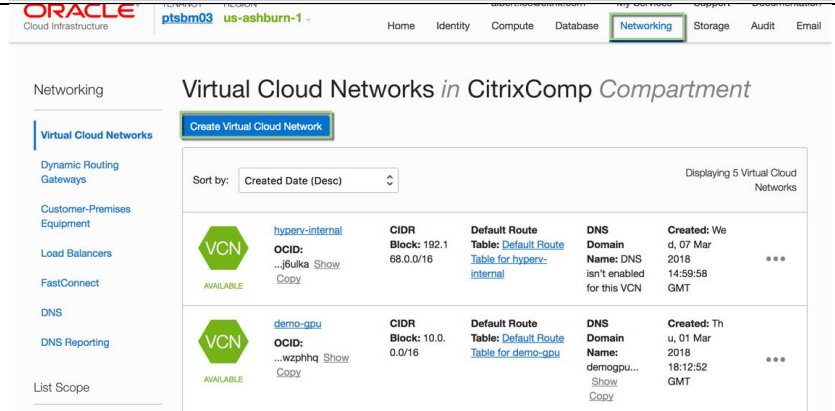 ORACLE
Cloud Infrastructure
TENANCY REGION
ptsbm03 us-ashburn-1
My Services Support Documentation
Home Identity Compute Database Networking Storage Audit Email
Networking
Virtual Cloud Networks
Dynamic Routing
Gateways
Customer-Premises
Equipment
Load Balancers
FastConnect
DNS
DNS Reporting
List Scope
Virtual Cloud Networks in CitrixComp Compartment
Create Virtual Cloud Network
Sort by: Created Date (Desc)
Displaying 5 Virtual Cloud
Networks
VCN
AVAILABLE
hyperv-internal
OCID:
...j6ulka Show
Copy
CIDR
Block: 192.1
68.0.0/16
Default Route
Table: Default Route
Table for hyperv-
internal
DNS
Domain
Name: DNS
isn't enabled
for this VCN
Created: We
d, 07 Mar
2018
14:59:58
GMT
VCN
AVAILABLE
demo-gpu
OCID:
...wzphhq Show
Copy
CIDR
Block: 10.0.
0.0/16
Default Route
Table: Default Route
Table for demo-gpu
DNS
Domain
Name:
demogpu...
Show
Copy
Created: Th
u, 01 Mar
2018
18:12:52
GMT